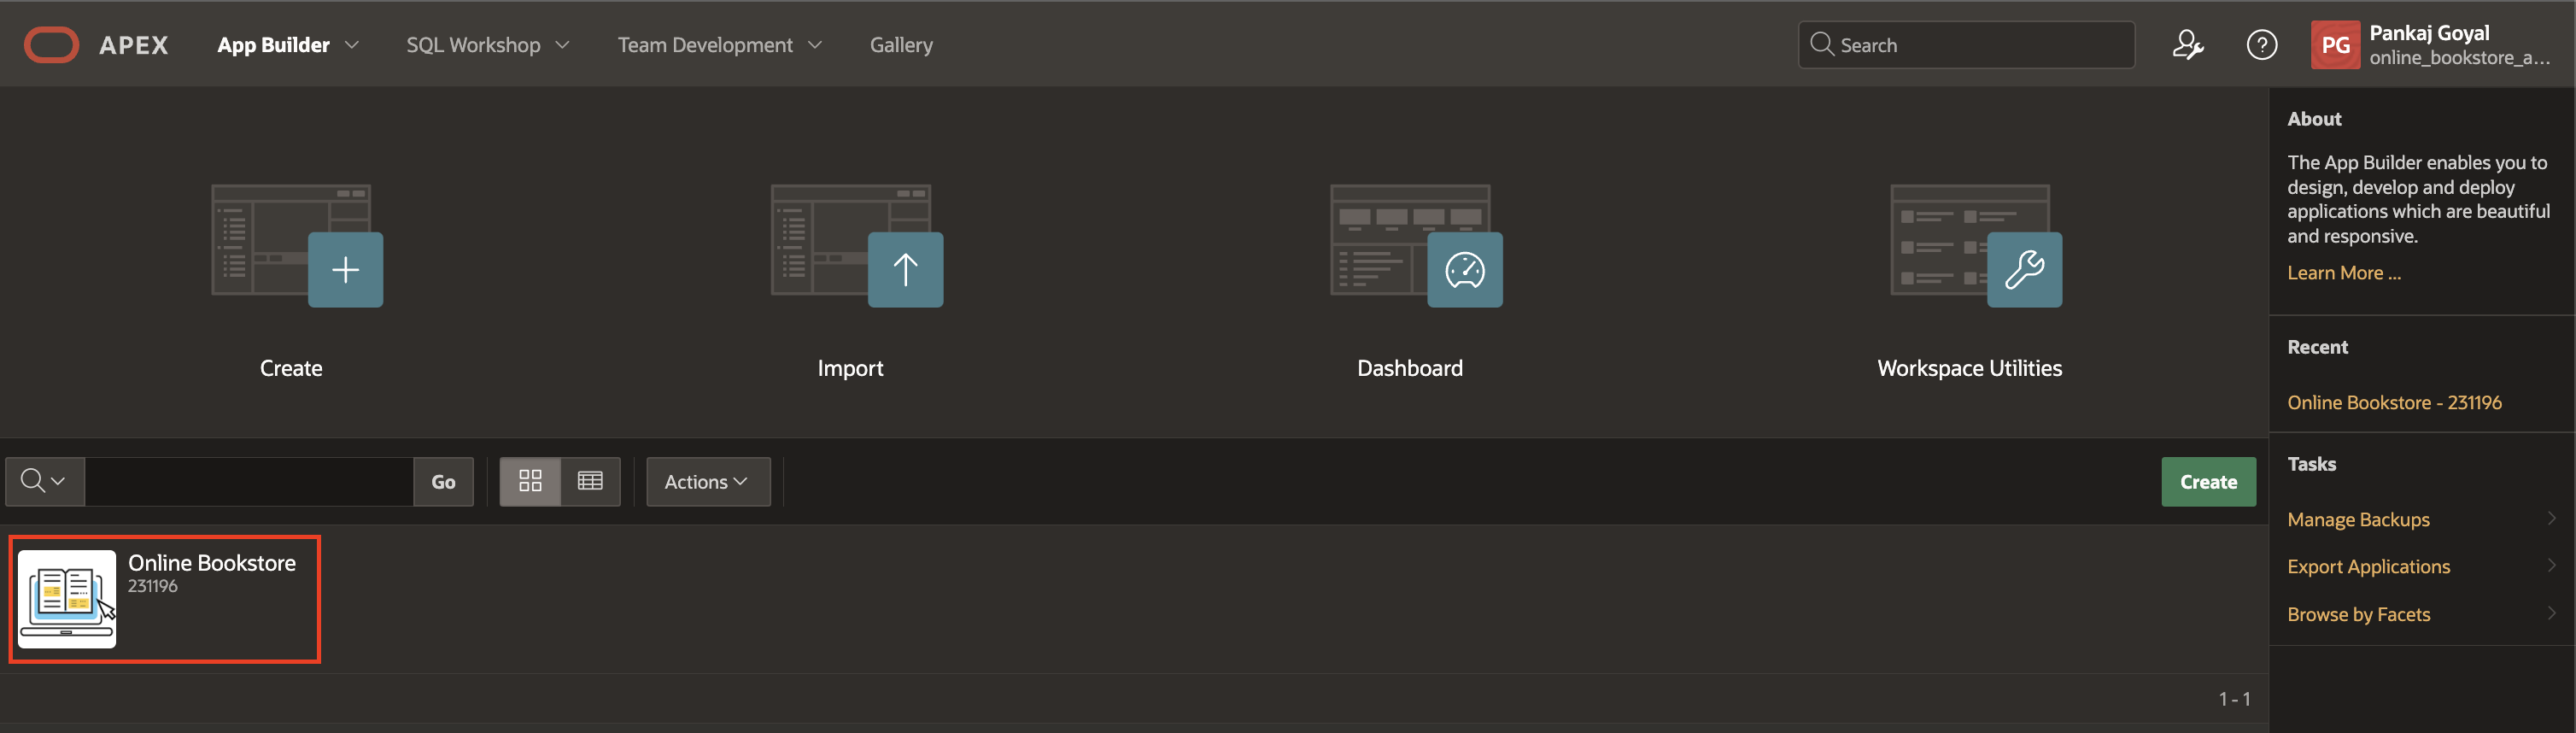 APEX
App Builder
SQL Workshop
Team Development
Gallery
Search
PG
Pankaj Goyal
online_bookstore_a...
Create
Import
Dashboard
Workspace Utilities
Go
Actions
Create
Online Bookstore
231196
1 - 1
About
The App Builder enables you to
design, develop and deploy
applications which are beautiful
and responsive.
Learn More ...
Recent
Online Bookstore - 231196
Tasks
Manage Backups
Export Applications
Browse by Facets